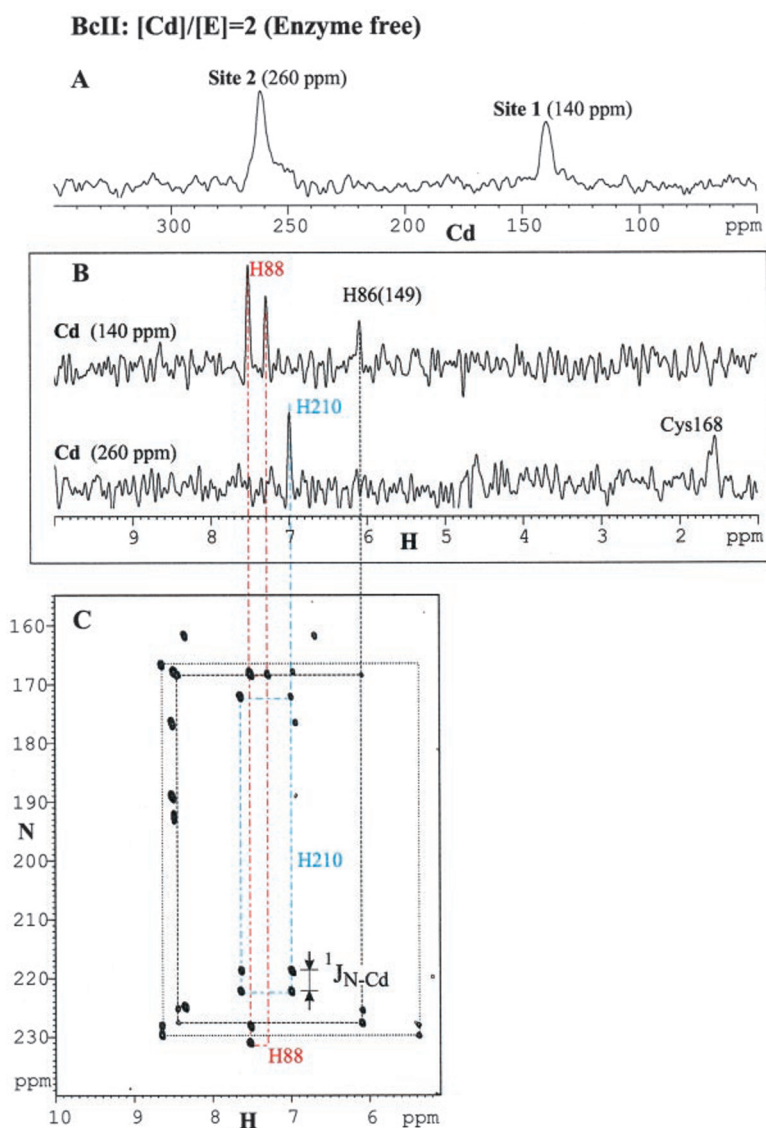 BcII: [Cd]/[E]=2 (Enzyme free)
A
Site 2 (260 ppm)
Site 1 (140 ppm)
300 250 200 150 100 ppm
Cd
B
H88
H86(149)
Cd (140 ppm)
H210
Cys168
Cd (260 ppm)
9 8 7 6 5 4 3 2 ppm
H
C
160
170
180
190
N
200
H210
210
220
1JN-Cd
230
H88
ppm
10 9 8 7 6 ppm
H